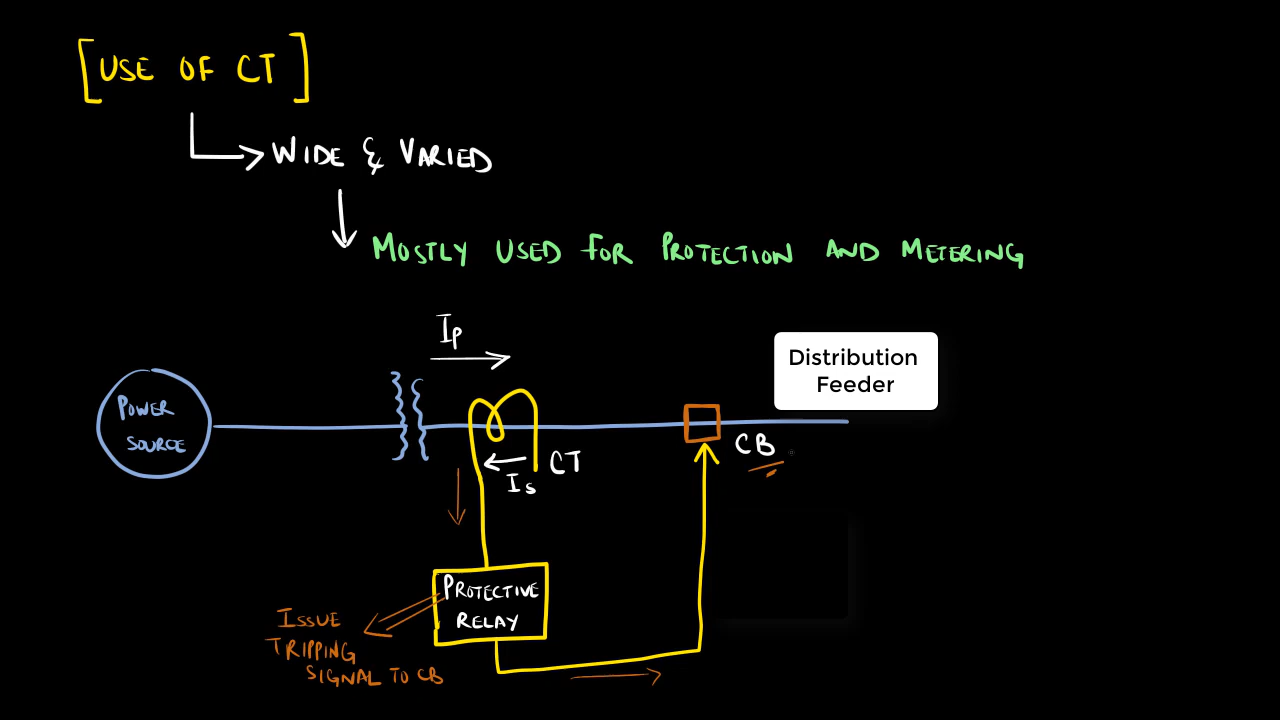 [USE OF CT]
WIDE & VARIED
MOSTLY USED FOR PROTECTION AND METERING
Ip
Distribution
Feeder
POWER
SOURCE
CB
CT
Is
PROTECTIVE
RELAY
ISSUE
TRIPPING
SIGNAL TO CB